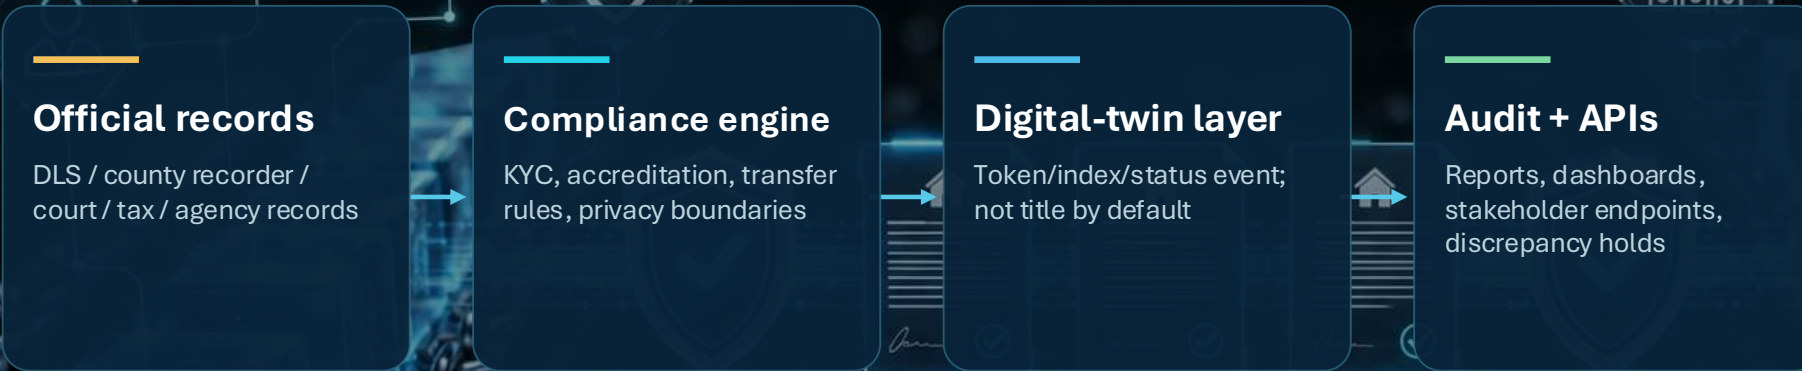 Official records
DLS / county recorder /
court / tax / agency records
Compliance engine
KYC, accreditation, transfer
rules, privacy boundaries
Digital-twin layer
Token/index/status event;
not title by default
Audit + APIs
Reports, dashboards,
stakeholder endpoints,
discrepancy holds